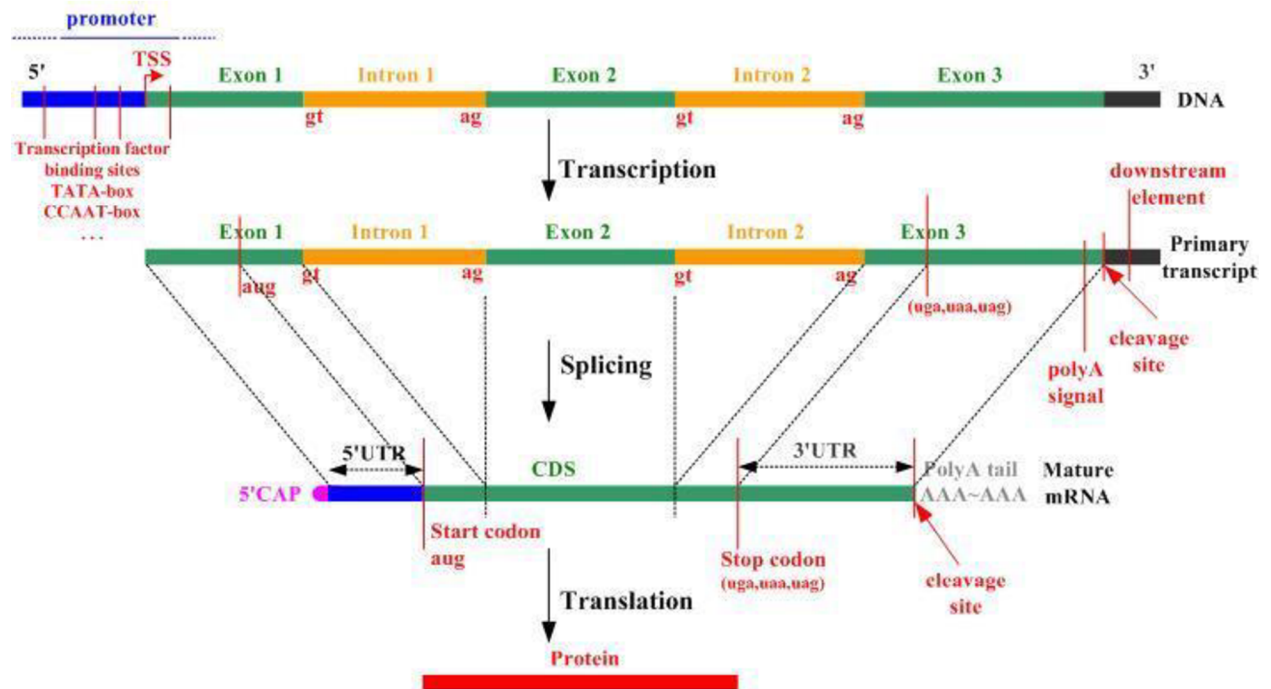 promoter
5'
TSS
Exon 1
Intron 1
Exon 2
Intron 2
Exon 3
3'
DNA
gt
ag
gt
ag
Transcription factor
binding sites
TATA-box
CCAAT-box
...
Transcription
downstream
element
Exon 1
Intron 1
Exon 2
Intron 2
Exon 3
Primary
transcript
aug
gt
ag
gt
ag
(uga,uaa,uag)
cleavage
site
polyA
signal
Splicing
5'UTR
CDS
3'UTR
PolyA tail
AAA~AAA
Mature
mRNA
5'CAP
Start codon
aug
Stop codon
(uga,uaa,uag)
cleavage
site
Translation
Protein